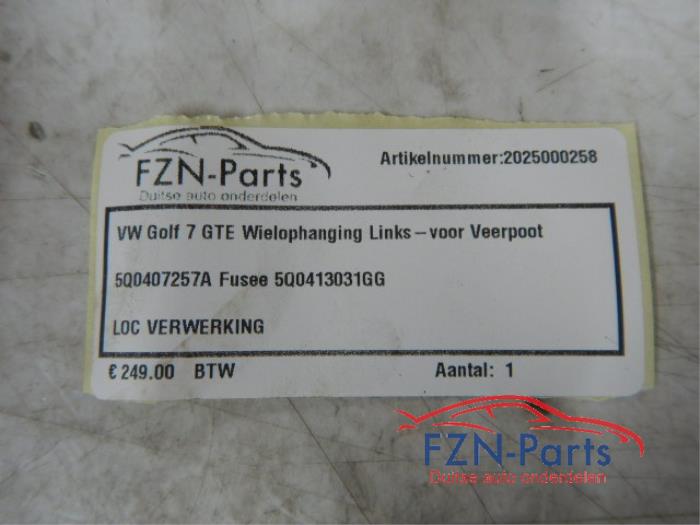 FZN-Parts
Duitse auto onderdelen
Artikelnummer:2025000258
VW Golf 7 GTE Wielophanging Links-voor Veerpoot
5Q0407257A Fusee 5Q0413031GG
LOC VERWERKING
€ 249.00 BTW
Aantal: 1
FZN-Parts
Duitse auto onderdelen